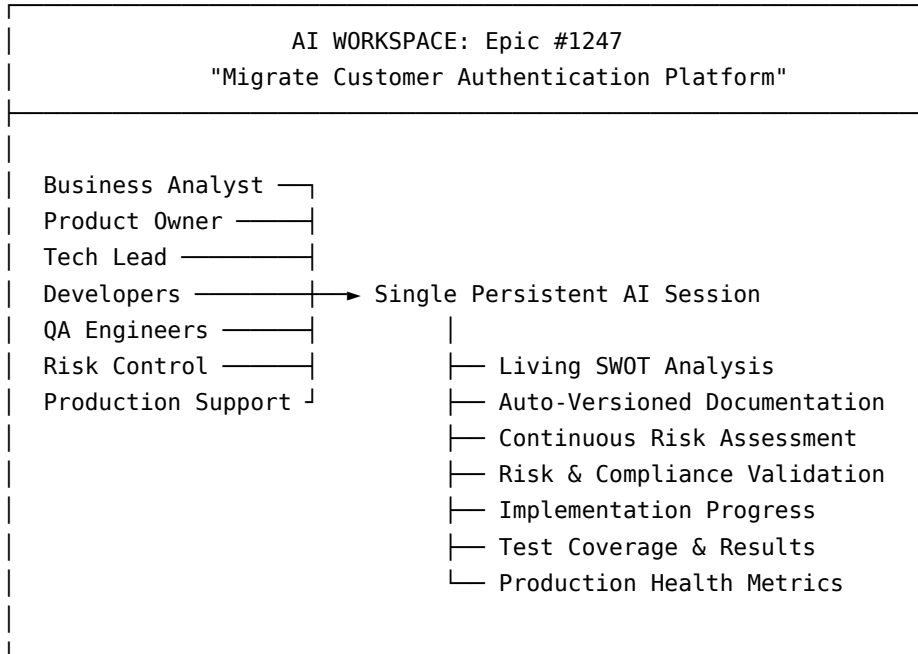 AI WORKSPACE: Epic #1247
"Migrate Customer Authentication Platform"
Business Analyst
Product Owner
Tech Lead
Developers
Single Persistent AI Session
QA Engineers
Risk Control
Living SWOT Analysis
Production Support
Auto-Versioned Documentation
Continuous Risk Assessment
Risk & Compliance Validation
Implementation Progress
Test Coverage & Results
Production Health Metrics